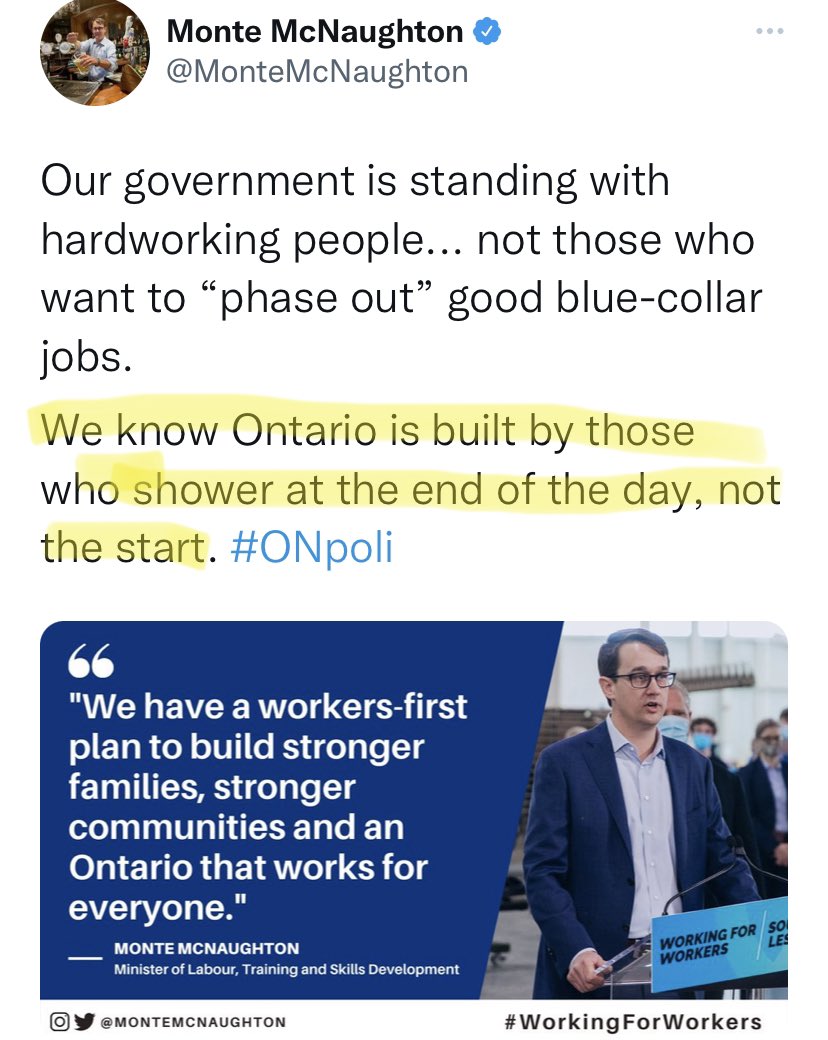 Monte McNaughton
@MonteMcNaughton
Our government is standing with
hardworking people... not those who
want to “phase out” good blue-collar
jobs.
We know Ontario is built by those
who shower at the end of the day, not
the start. #ONpoli
"We have a workers-first
plan to build stronger
families, stronger
communities and an
Ontario that works for
everyone."
MONTE MCNAUGHTON
Minister of Labour, Training and Skills Development
WORKING FOR
WORKERS
SO
LES
@MONTEMCNAUGHTON
#WorkingForWorkers